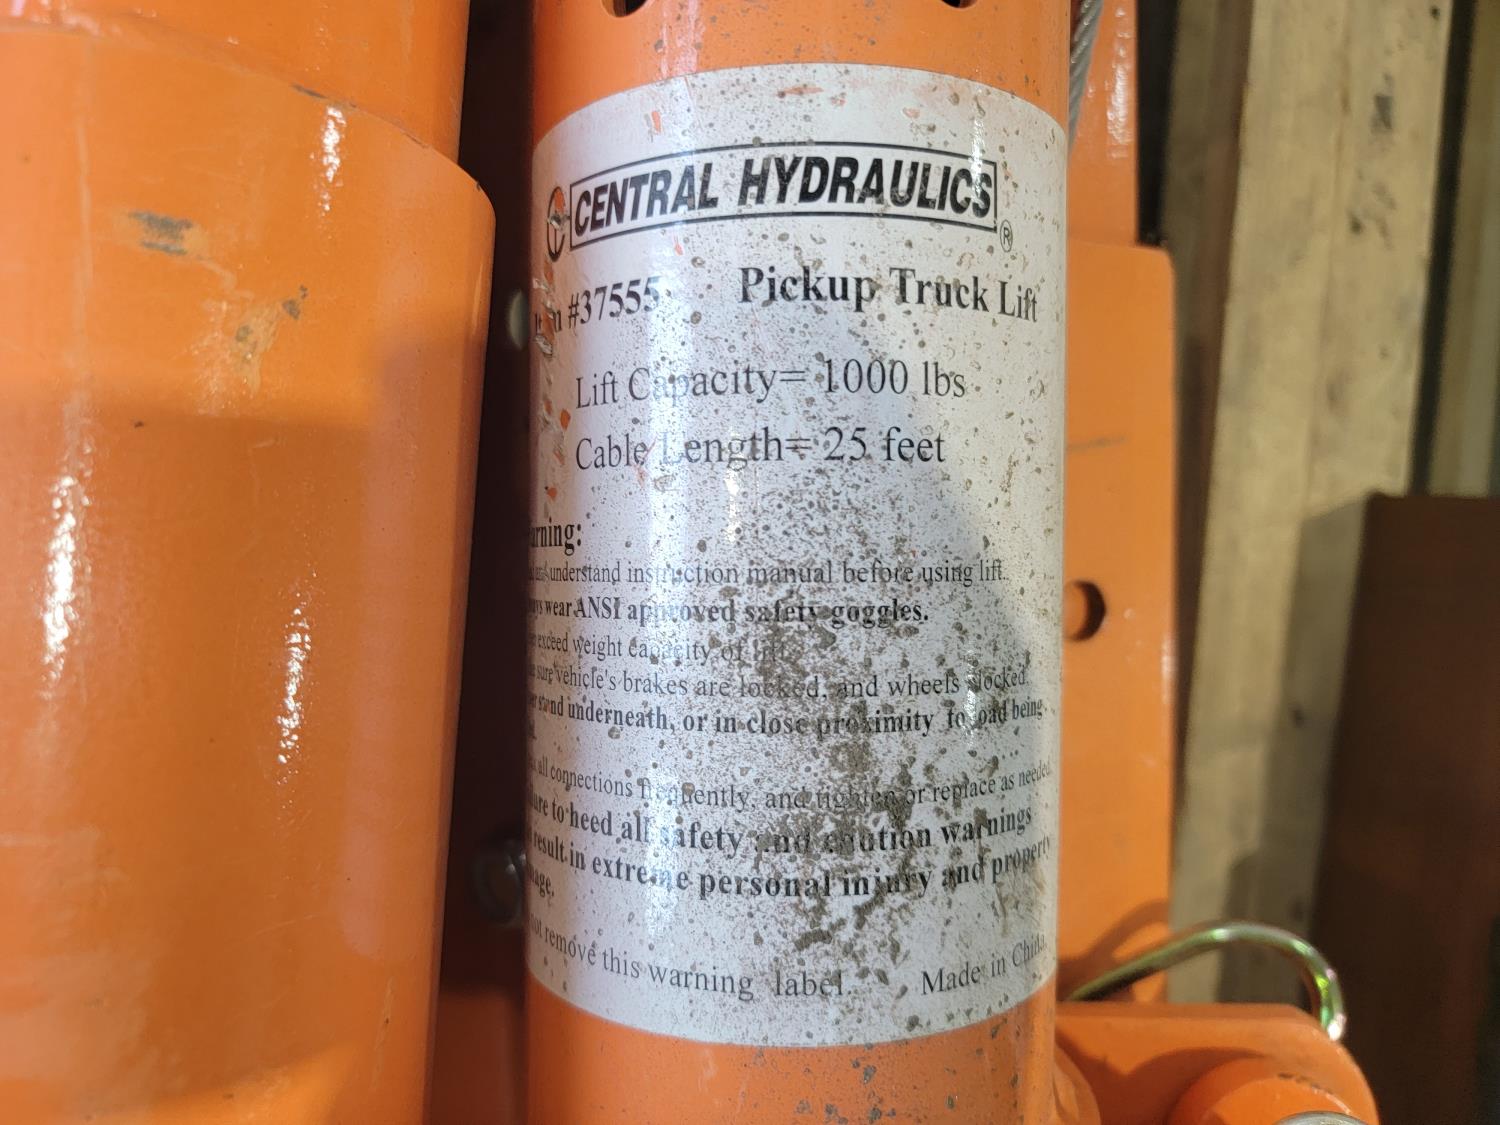 CENTRAL HYDRAULICS ®
#37555 Pickup Truck Lift
Lift Capacity= 1000 lbs
Cable Length= 25 feet
arning:
understand instruction manual before using lift.
wear ANSI approved safety goggles.
exceed weight capacity of lift.
sure vehicle's brakes are locked, and wheels
underneath, or in close proximity to load being
all connections frequently, and tighten or replace as needed.
to heed all safety and caution warnings
result in extreme personal injury and property
not remove this warning label. Made in China.